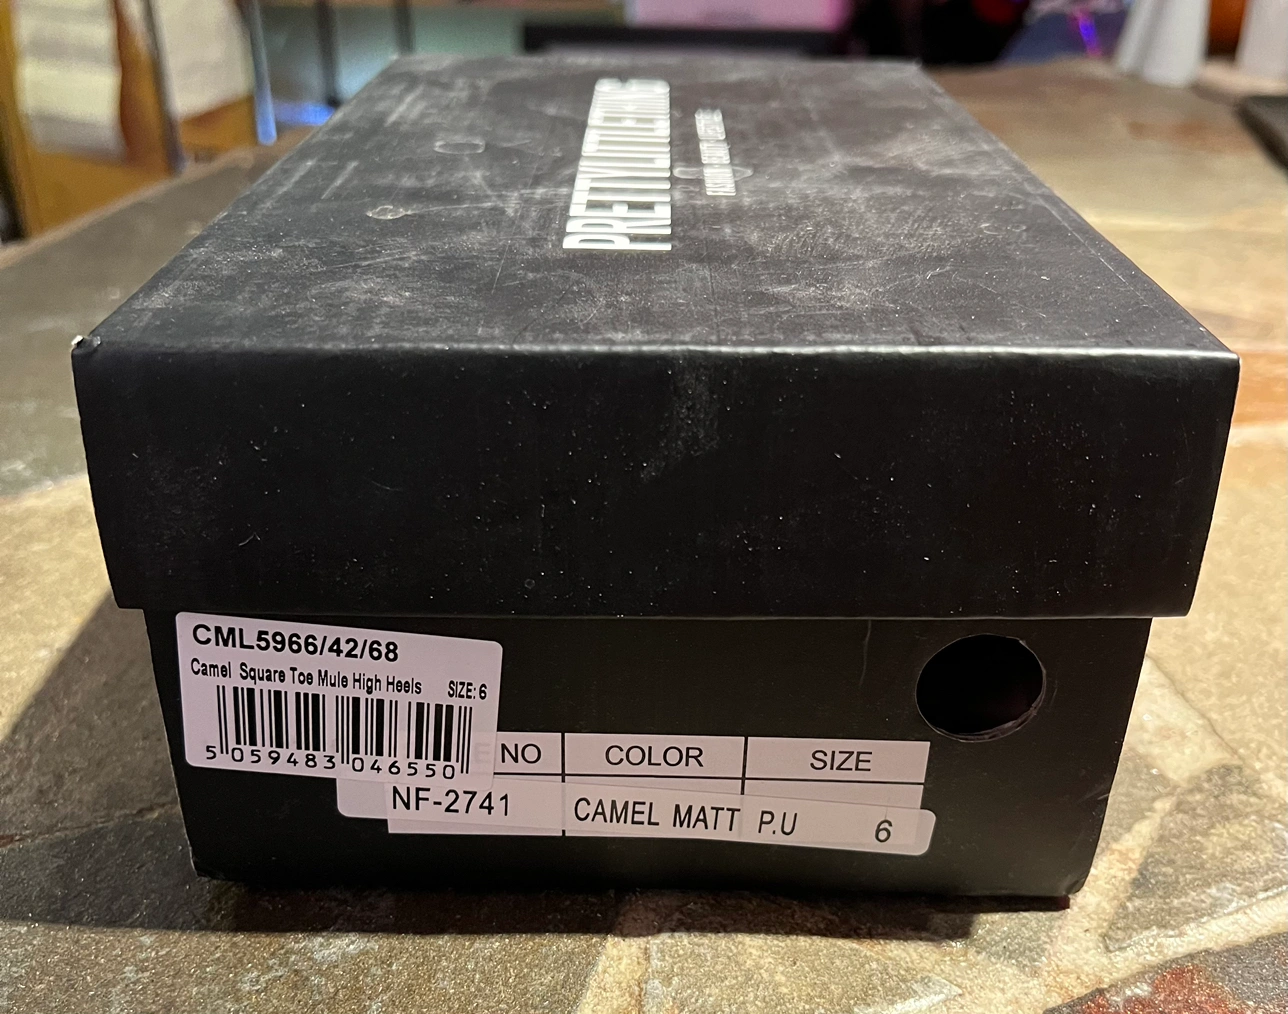 PRETTYLITTLETHING
CML5966/42/68
Camel Square Toe Mule High Heels SIZE: 6
5 059483 046550
E NO COLOR SIZE
NF-2741 CAMEL MATT P.U 6